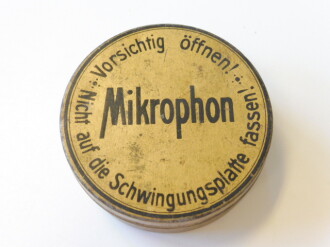 Vorsichtig öffnen!
Mikrophon
Nicht auf die Schwingungsplatte fassen!